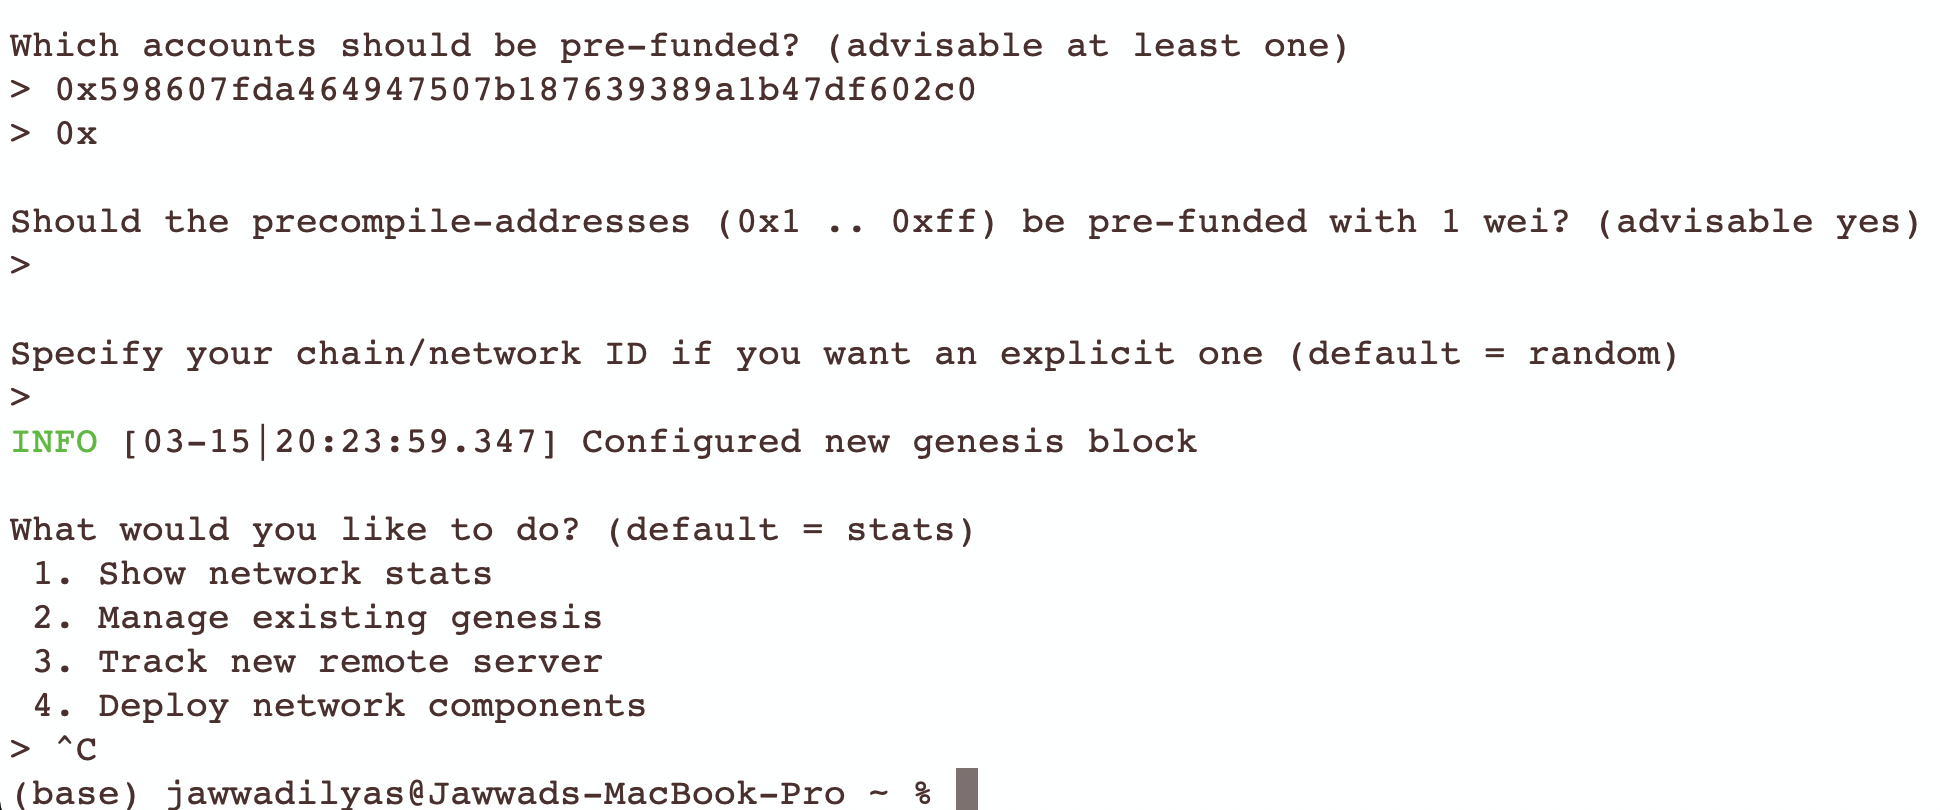 Which accounts should be pre-funded? (advisable at least one)
> 0x598607fda464947507b187639389a1b47df602c0
> 0x
Should the precompile-addresses (0x1 .. 0xff) be pre-funded with 1 wei? (advisable yes)
>
Specify your chain/network ID if you want an explicit one (default = random)
>
INFO [03-15|20:23:59.347] Configured new genesis block
What would you like to do? (default = stats)
1. Show network stats
2. Manage existing genesis
3. Track new remote server
4. Deploy network components
> ^C
(base) jawwadilyas@Jawwads-MacBook-Pro ~ %